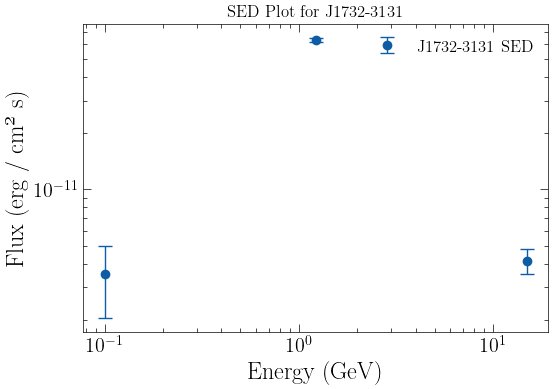 SED Plot for J1732-3131
J1732-3131 SED
Flux (erg / cm² s)
10⁻¹¹
10⁻¹ 10⁰ 10¹
Energy (GeV)